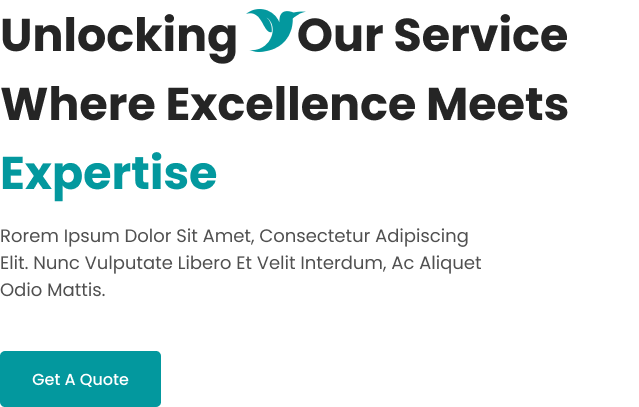 Unlocking Our Service
Where Excellence Meets
Expertise
Rorem Ipsum Dolor Sit Amet, Consectetur Adipiscing
Elit. Nunc Vulputate Libero Et Velit Interdum, Ac Aliquet
Odio Mattis.
Get A Quote